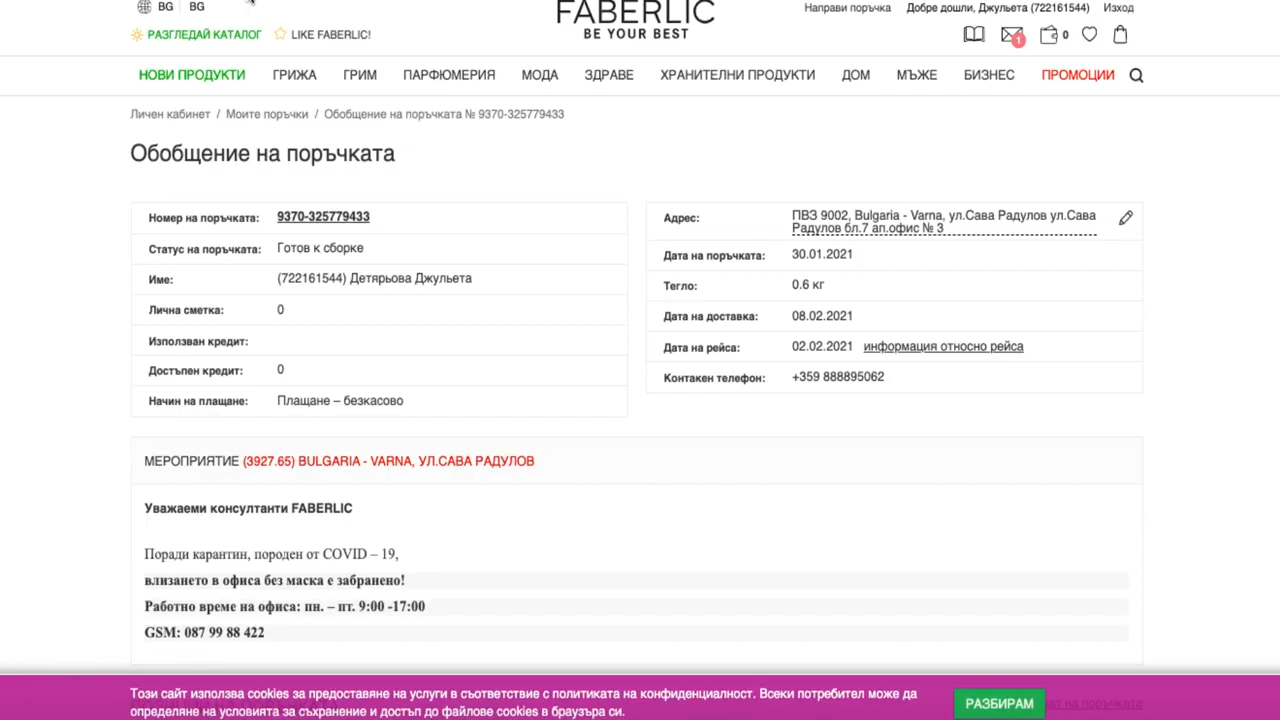 BG BG
FABERLIC
BE YOUR BEST
Направи поръчка Добре дошли, Джульета (722161544) Изход
РАЗГЛЕДАЙ КАТАЛОГ LIKE FABERLIC!
1 0
НОВИ ПРОДУКТИ ГРИЖА ГРИМ ПАРФЮМЕРИЯ МОДА ЗДРАВЕ ХРАНИТЕЛНИ ПРОДУКТИ ДОМ МЪЖЕ БИЗНЕС ПРОМОЦИИ
Личен кабинет / Моите поръчки / Обобщение на поръчката № 9370-325779433
Обобщение на поръчката
Номер на поръчката: 9370-325779433
Статус на поръчката: Готов к сборке
Име: (722161544) Детярьова Джульета
Лична сметка: 0
Използван кредит:
Достъпен кредит: 0
Начин на плащане: Плащане – безкасово
Адрес: ПВЗ 9002, Bulgaria - Varna, ул.Сава Радулов ул.Сава
Радулов бл.7 ап.офис № 3
Дата на поръчката: 30.01.2021
Тегло: 0.6 кг
Дата на доставка: 08.02.2021
Дата на рейса: 02.02.2021 информация относно рейса
Контакен телефон: +359 888895062
МЕРОПРИЯТИЕ (3927.65) BULGARIA - VARNA, УЛ.САВА РАДУЛОВ
Уважаеми консултанти FABERLIC
Поради карантин, породен от COVID – 19,
влизането в офиса без маска е забранено!
Работно време на офиса: пн. – пт. 9:00 -17:00
GSM: 087 99 88 422
Този сайт използва cookies за предоставяне на услуги в съответствие с политиката на конфиденциалност. Всеки потребител може да
определяне на условията за съхранение и достъп до файлове cookies в браузъра си.
РАЗБИРАМ